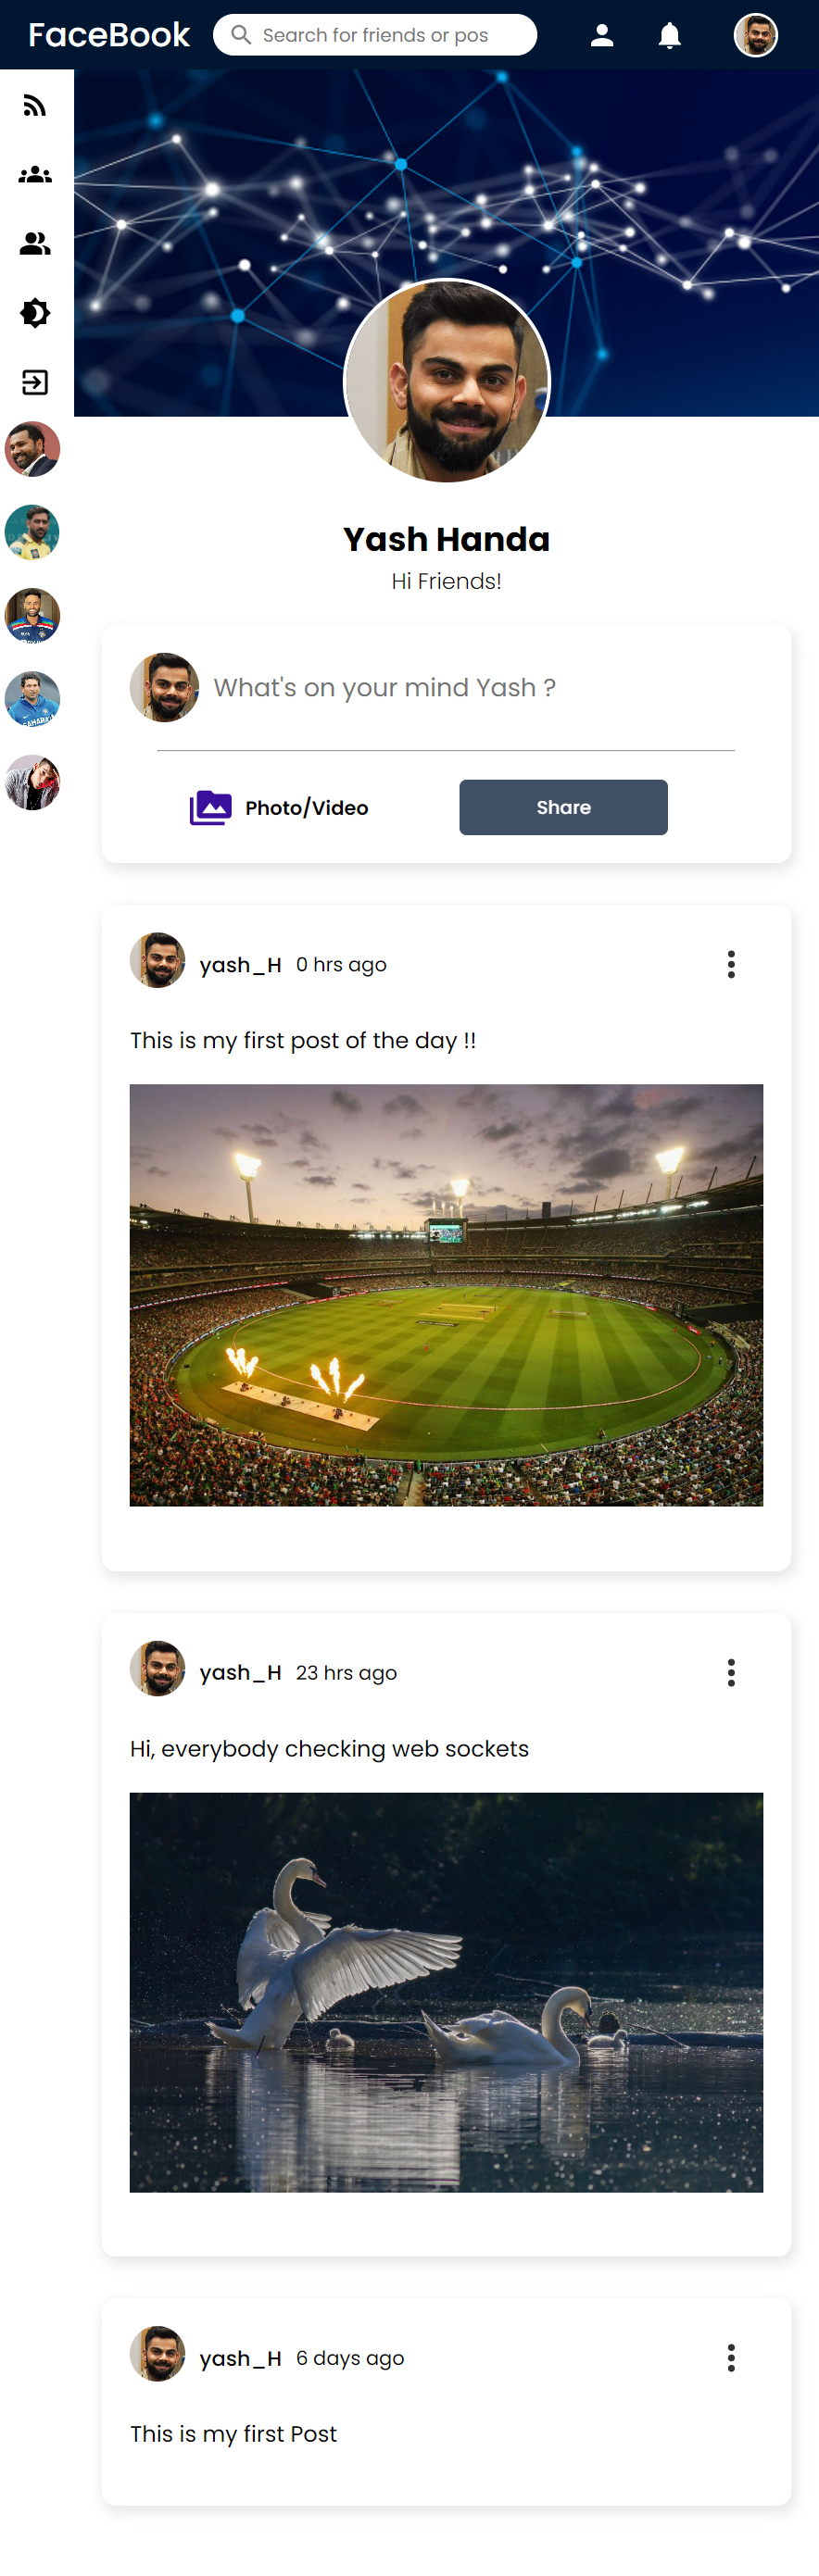 FaceBook
Search for friends or pos
Yash Handa
Hi Friends!
What's on your mind Yash ?
Photo/Video
Share
yash_H 0 hrs ago
This is my first post of the day !!
yash_H 23 hrs ago
Hi, everybody checking web sockets
yash_H 6 days ago
This is my first Post